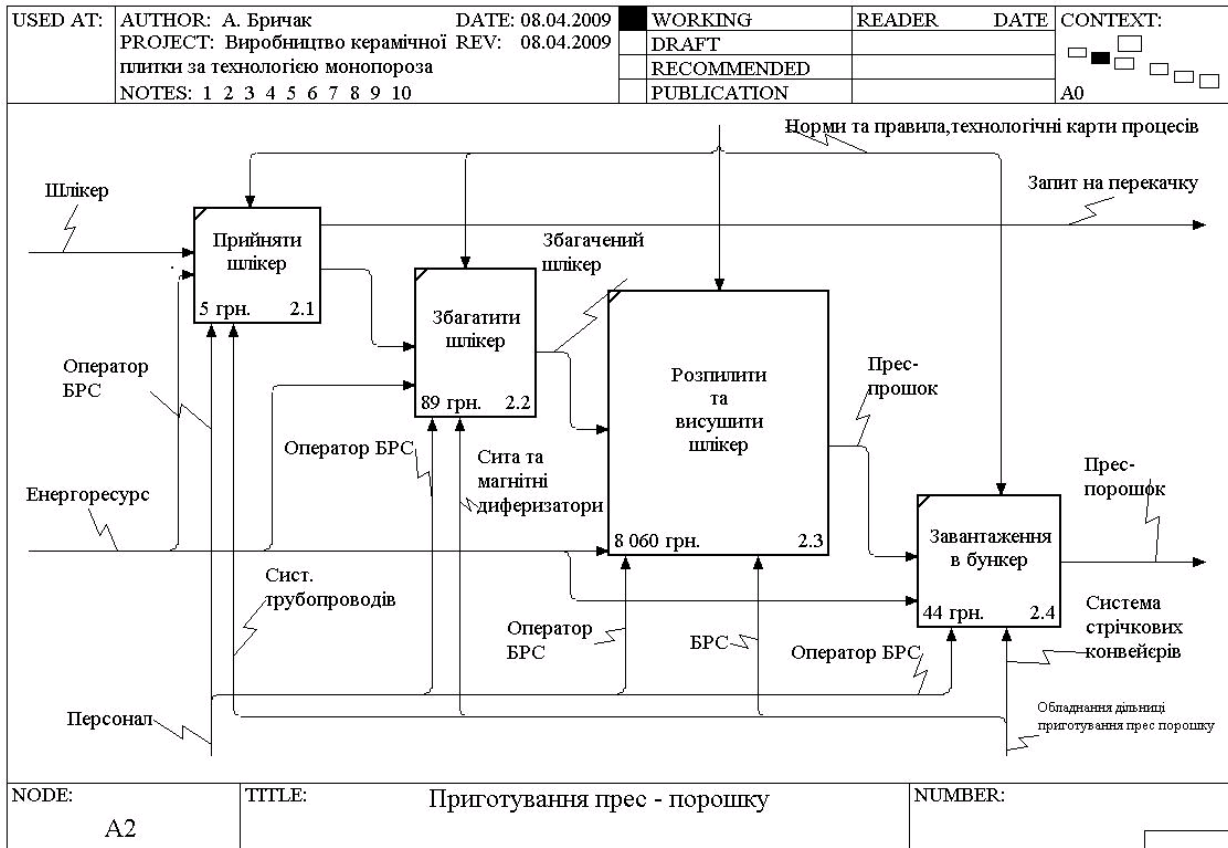 USED AT:
AUTHOR: А. Бричак DATE: 08.04.2009
PROJECT: Виробництво керамічної REV: 08.04.2009
плитки за технологією монопороза
NOTES: 1 2 3 4 5 6 7 8 9 10
WORKING
DRAFT
RECOMMENDED
PUBLICATION
READER DATE
CONTEXT:
A0
Норми та правила,технологічні карти процесів
Шлікер
Запит на перекачку
Прийняти
шлікер
5 грн. 2.1
Збагачений
шлікер
Збагатити
шлікер
89 грн. 2.2
Оператор
БРС
Розпилити
та
висушити
шлікер
8 060 грн. 2.3
Прес-
прошок
Оператор БРС
Сита та
магнітні
диферизатори
Енергоресурс
Прес-
порошок
Завантаження
в бункер
44 грн. 2.4
Сист.
трубопроводів
Оператор
БРС
БРС
Оператор БРС
Система
стрічкових
конвейєрів
Персонал
Обладнання дільниці
приготування прес порошку
NODE:
A2
TITLE:
Приготування прес - порошку
NUMBER: